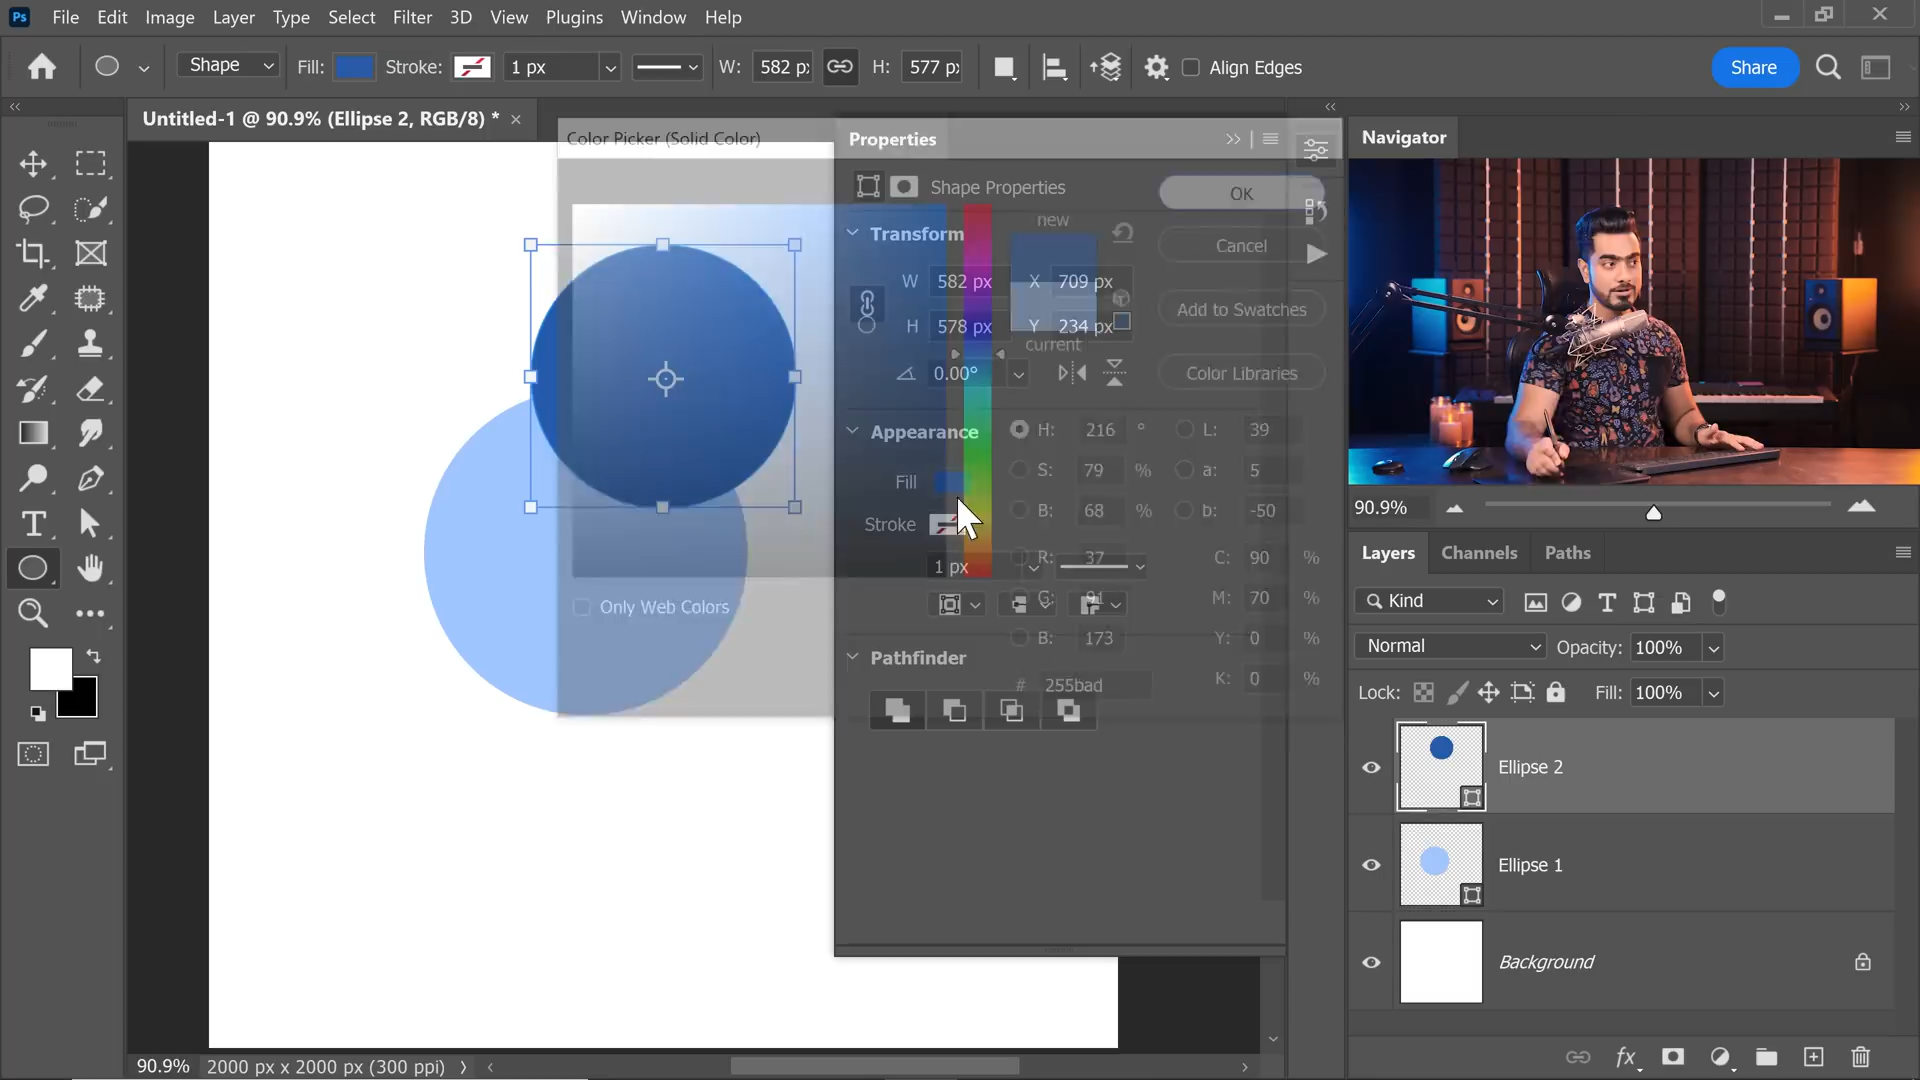 Ps File Edit Image Layer Type Select Filter 3D View Plugins Window Help
Shape Fill: Stroke: 1 px W: 582 p: H: 577 p: Align Edges Share
Untitled-1 @ 90.9% (Ellipse 2, RGB/8) * ×
Color Picker (Solid Color)
Properties
Navigator
Shape Properties
OK
new
Transform
Cancel
W 582 px X 709 px
Add to Swatches
H 578 px Y 234 px
current
0.00°
Color Libraries
Appearance
H: 216 ° L: 39
S: 79 % a: 5
Fill
B: 68 % b: -50
90.9%
Stroke
R: 37 C: 90 %
1 px
G: 91 M: 70 %
Only Web Colors
B: 173 Y: 0 %
Pathfinder
# 255bad K: 0 %
Layers Channels Paths
Kind
Normal Opacity: 100%
Lock: Fill: 100%
Ellipse 2
Ellipse 1
Background
90.9% 2000 px x 2000 px (300 ppi)
fx